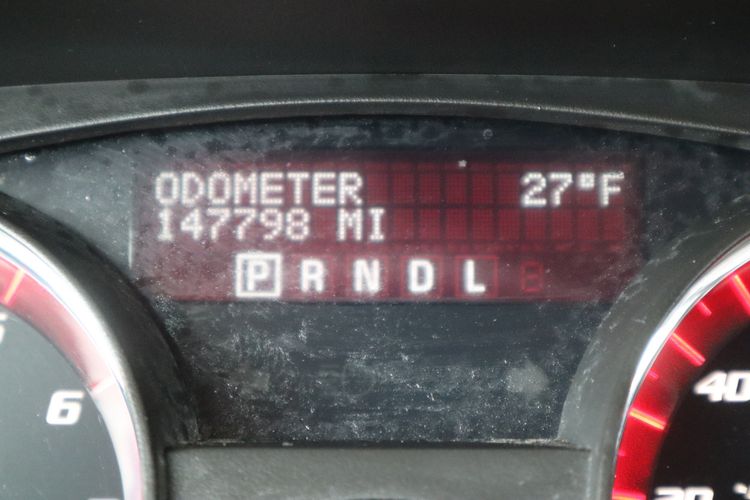 ODOMETER 27°F
147798 MI
P R N D L
6
40